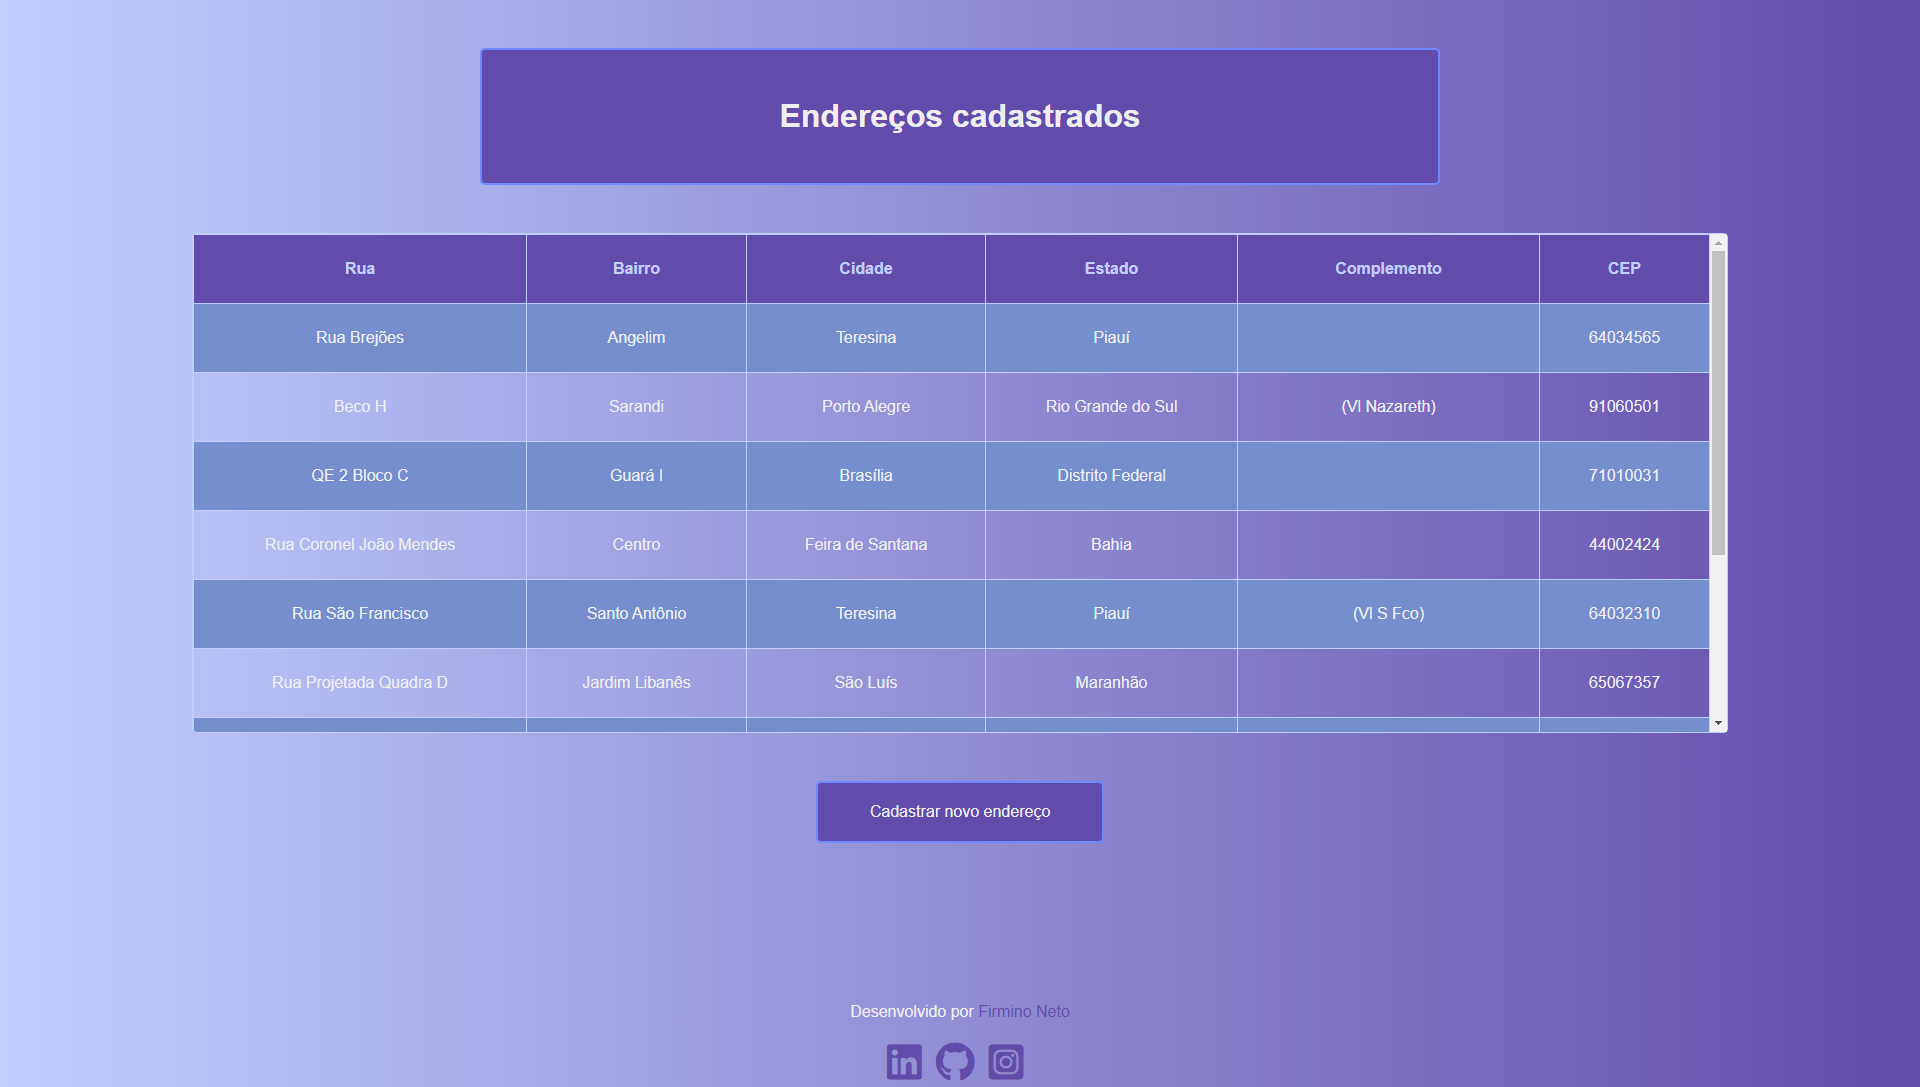 Endereços cadastrados
Rua Bairro Cidade Estado Complemento CEP
Rua Brejões Angelim Teresina Piauí 64034565
Beco H Sarandi Porto Alegre Rio Grande do Sul (Vl Nazareth) 91060501
QE 2 Bloco C Guará I Brasília Distrito Federal 71010031
Rua Coronel João Mendes Centro Feira de Santana Bahia 44002424
Rua São Francisco Santo Antônio Teresina Piauí (Vl S Fco) 64032310
Rua Projetada Quadra D Jardim Libanês São Luís Maranhão 65067357
Cadastrar novo endereço
Desenvolvido por Firmino Neto
in